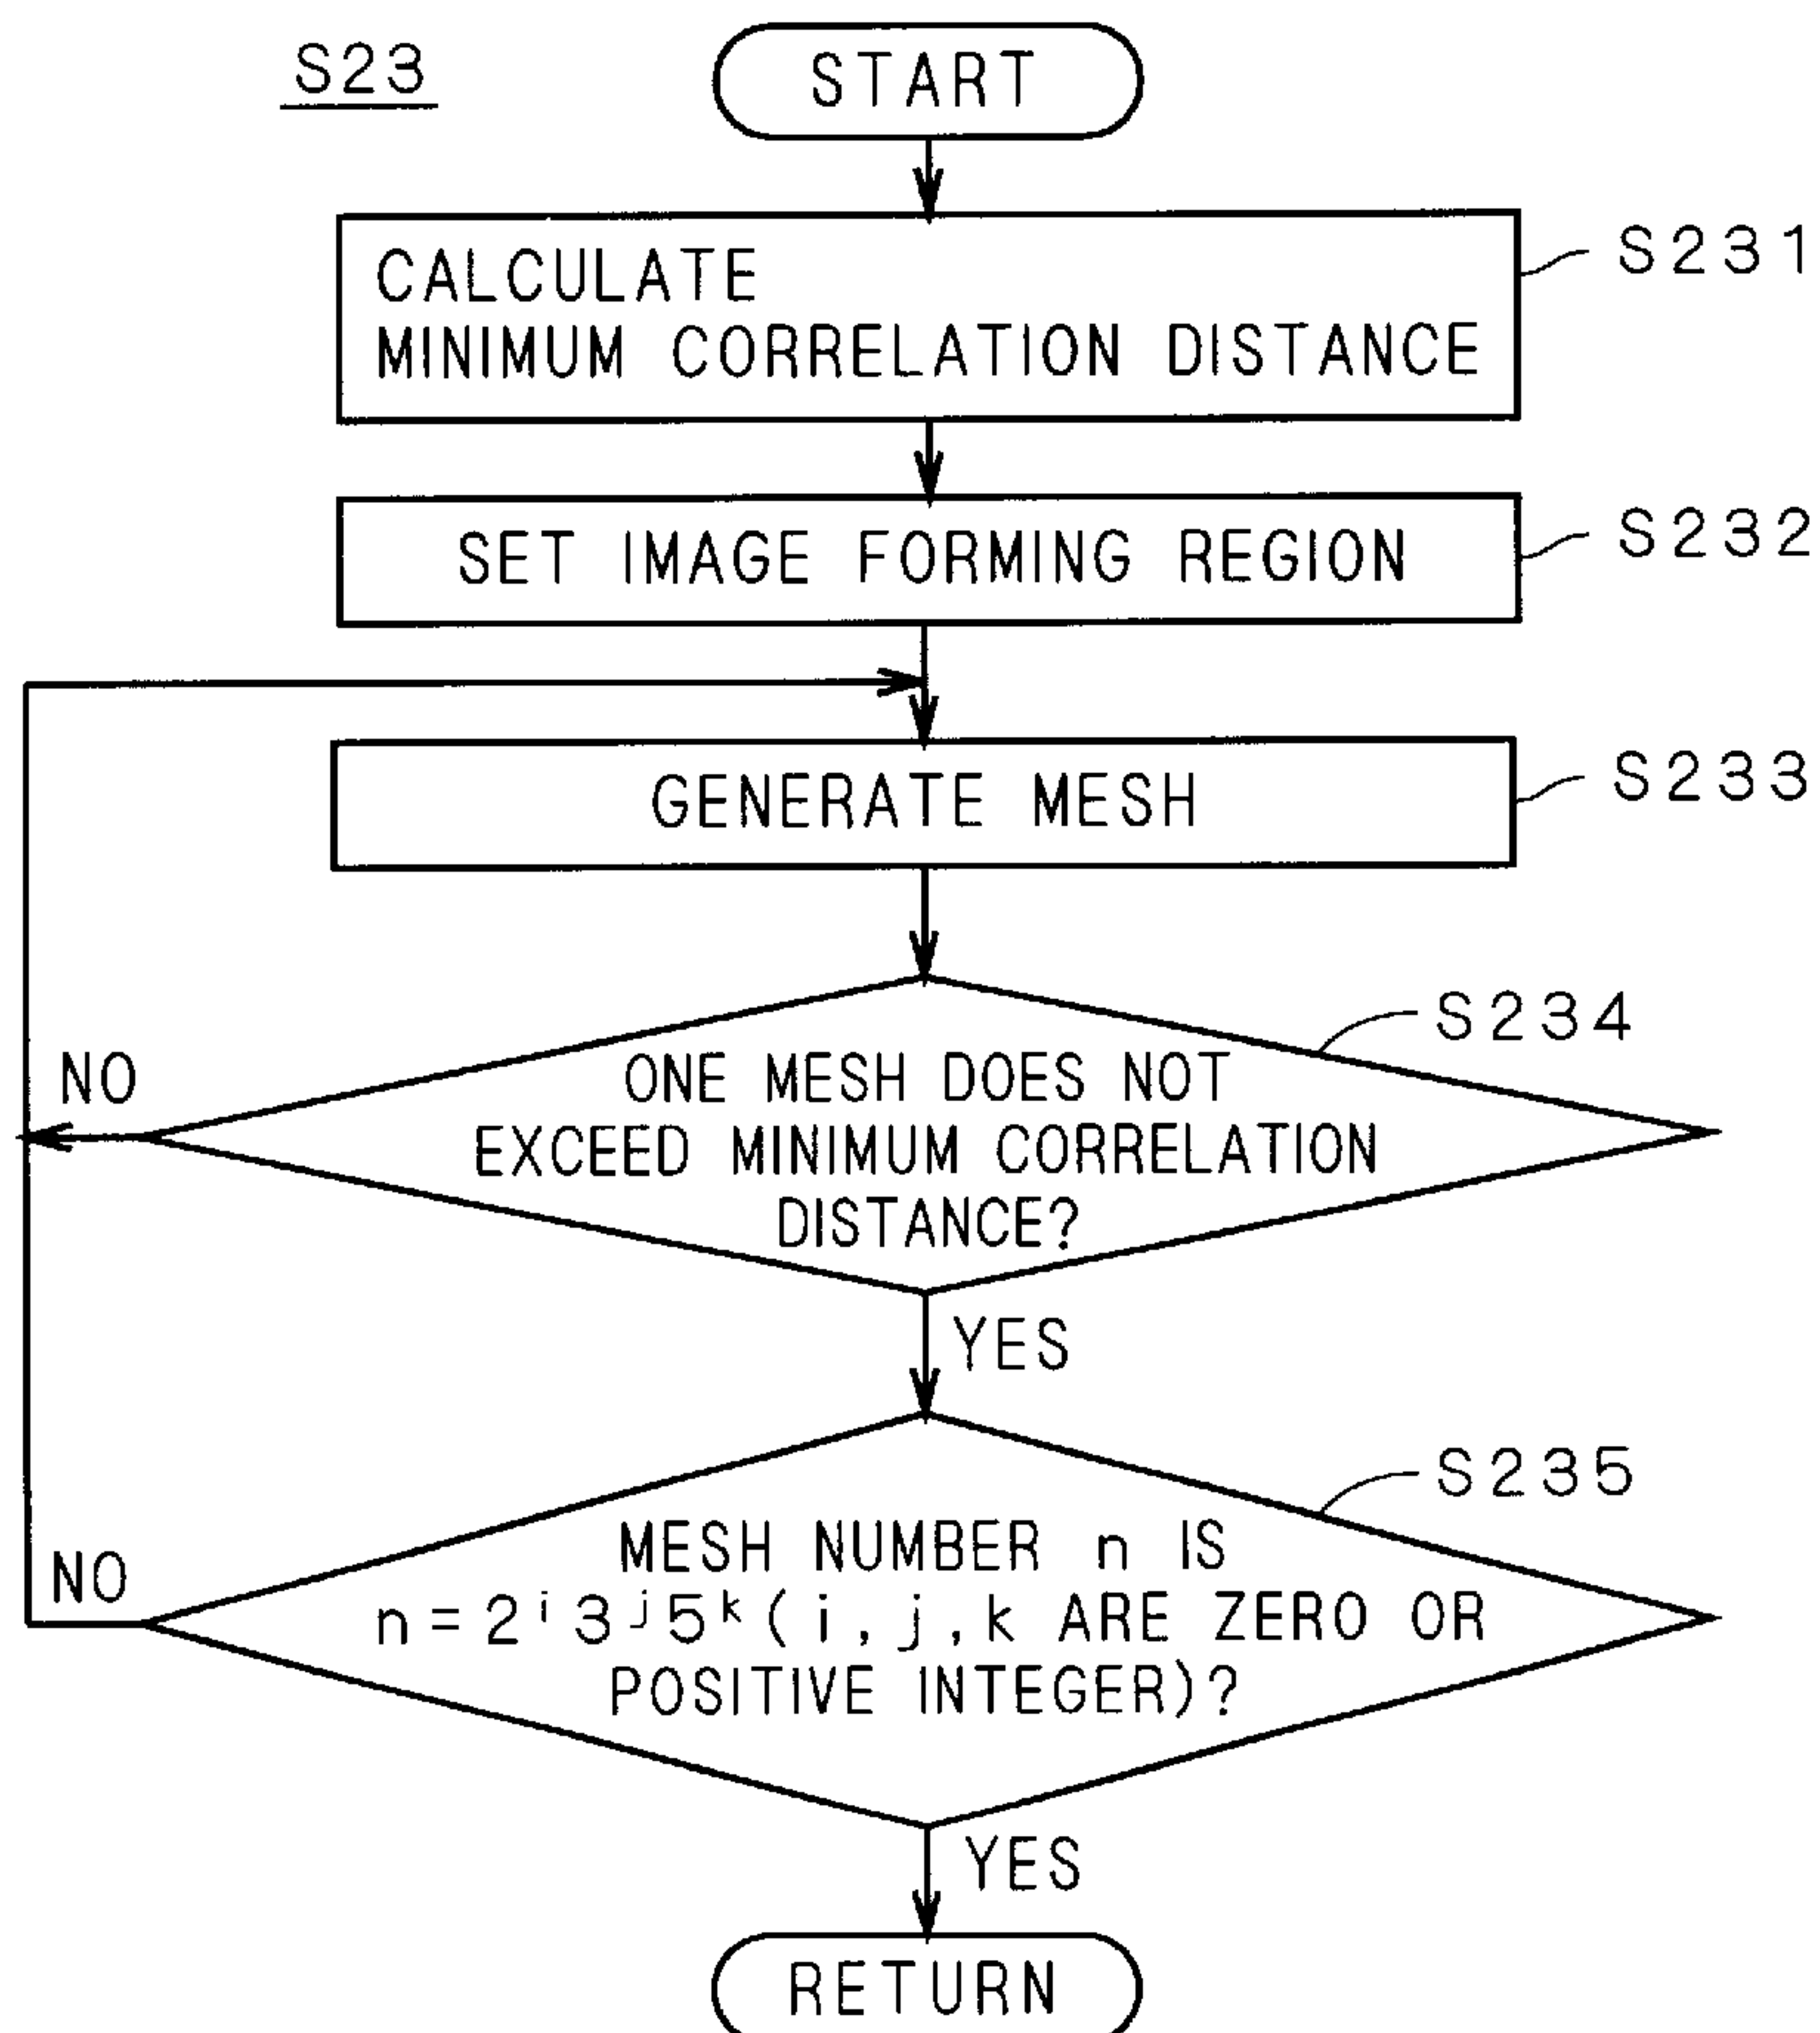 S23
START
CALCULATE
MINIMUM CORRELATION DISTANCE
S231
SET IMAGE FORMING REGION
S232
GENERATE MESH
S233
S234
ONE MESH DOES NOT
EXCEED MINIMUM CORRELATION
DISTANCE?
NO
YES
S235
MESH NUMBER n IS
n=2ⁱ3ʲ5ᵏ(i,j,k ARE ZERO OR
POSITIVE INTEGER)?
NO
YES
RETURN